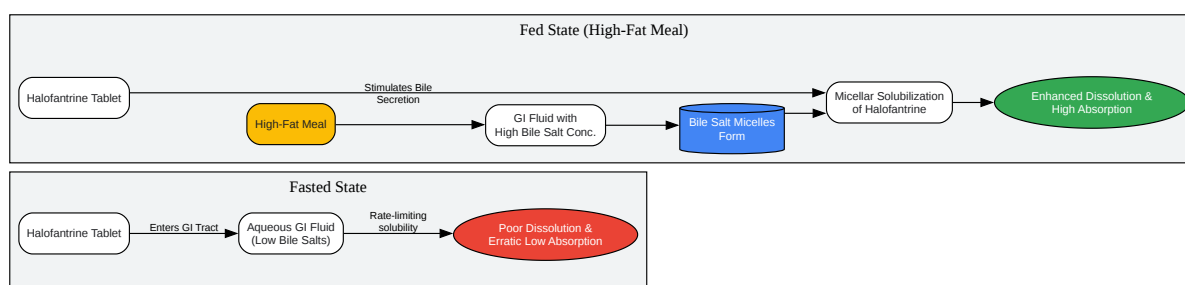 Fed State (High-Fat Meal)
Halofantrine Tablet
Stimulates Bile
Secretion
High-Fat Meal
GI Fluid with
High Bile Salt Conc.
Bile Salt Micelles
Form
Micellar Solubilization
of Halofantrine
Enhanced Dissolution &
High Absorption
Fasted State
Halofantrine Tablet
Enters GI Tract
Aqueous GI Fluid
(Low Bile Salts)
Rate-limiting
solubility
Poor Dissolution &
Erratic Low Absorption